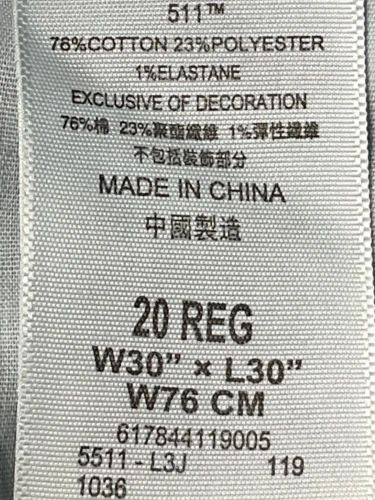 511™
76%COTTON 23%POLYESTER
1%ELASTANE
EXCLUSIVE OF DECORATION
76%棉 23%聚酯纖維 1%彈性纖維
不包括裝飾部分
MADE IN CHINA
中國製造
20 REG
W30” × L30”
W76 CM
617844119005
5511 - L3J 119
1036